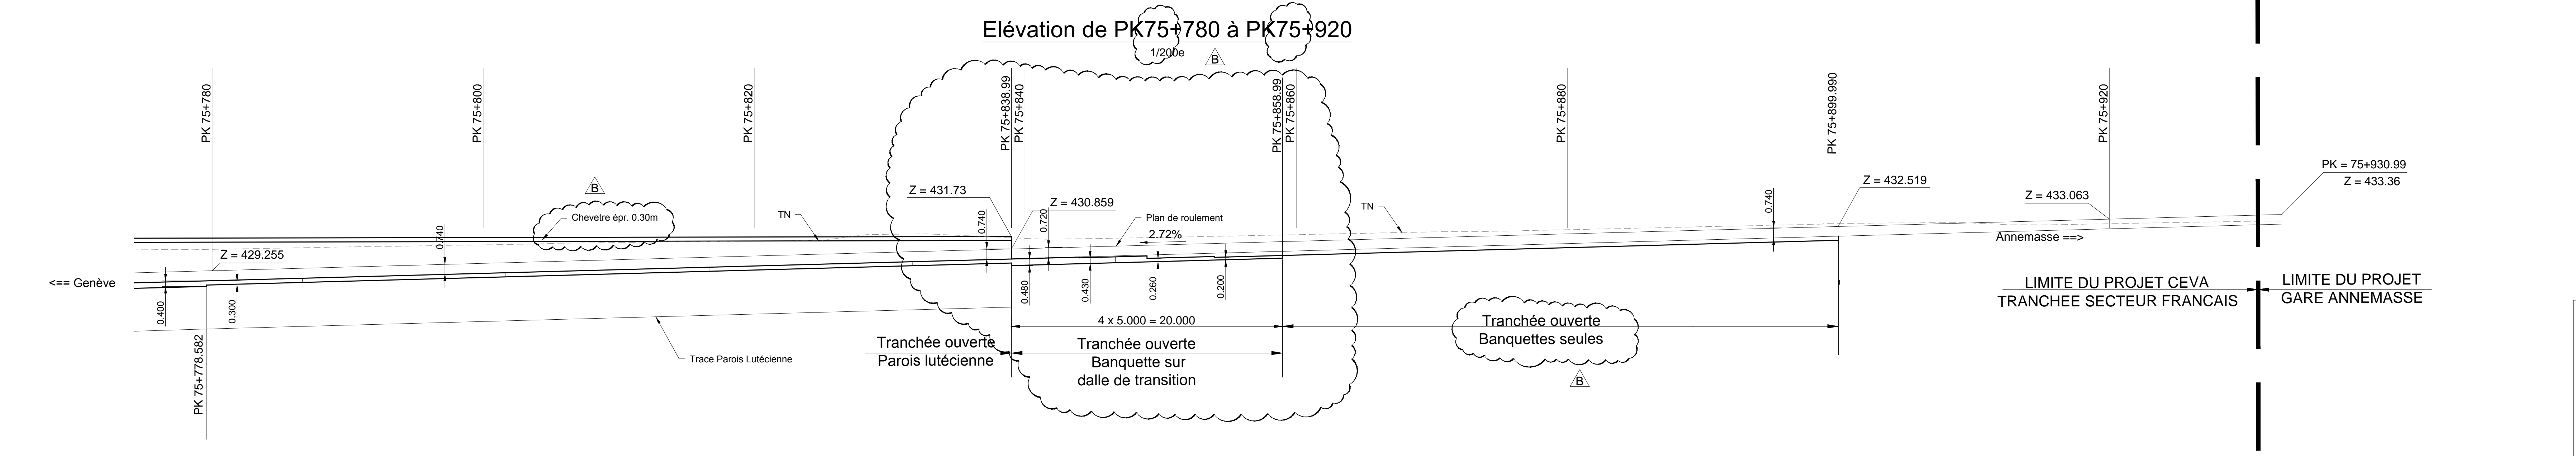 Elévation de PK75+780 à PK75+920
1/200e
B
PK 75+780
PK 75+800
PK 75+820
PK 75+838.99
PK 75+840
PK 75+858.99
PK 75+860
PK 75+880
PK 75+899.990
PK 75+920
PK = 75+930.99
Z = 433.36
B
Chevetre épr. 0.30m
TN
Z = 431.73
Z = 430.859
0.740
0.740
0.720
Plan de roulement
2.72%
TN
0.740
Z = 432.519
Z = 433.063
Annemasse ==>
Z = 429.255
<== Genève
0.400
0.300
0.480
0.430
0.260
0.200
LIMITE DU PROJET CEVA
TRANCHEE SECTEUR FRANCAIS
LIMITE DU PROJET
GARE ANNEMASSE
4 x 5.000 = 20.000
Tranchée ouverte
Parois lutécienne
Tranchée ouverte
Banquette sur
dalle de transition
Tranchée ouverte
Banquettes seules
B
Trace Parois Lutécienne
PK 75+778.582